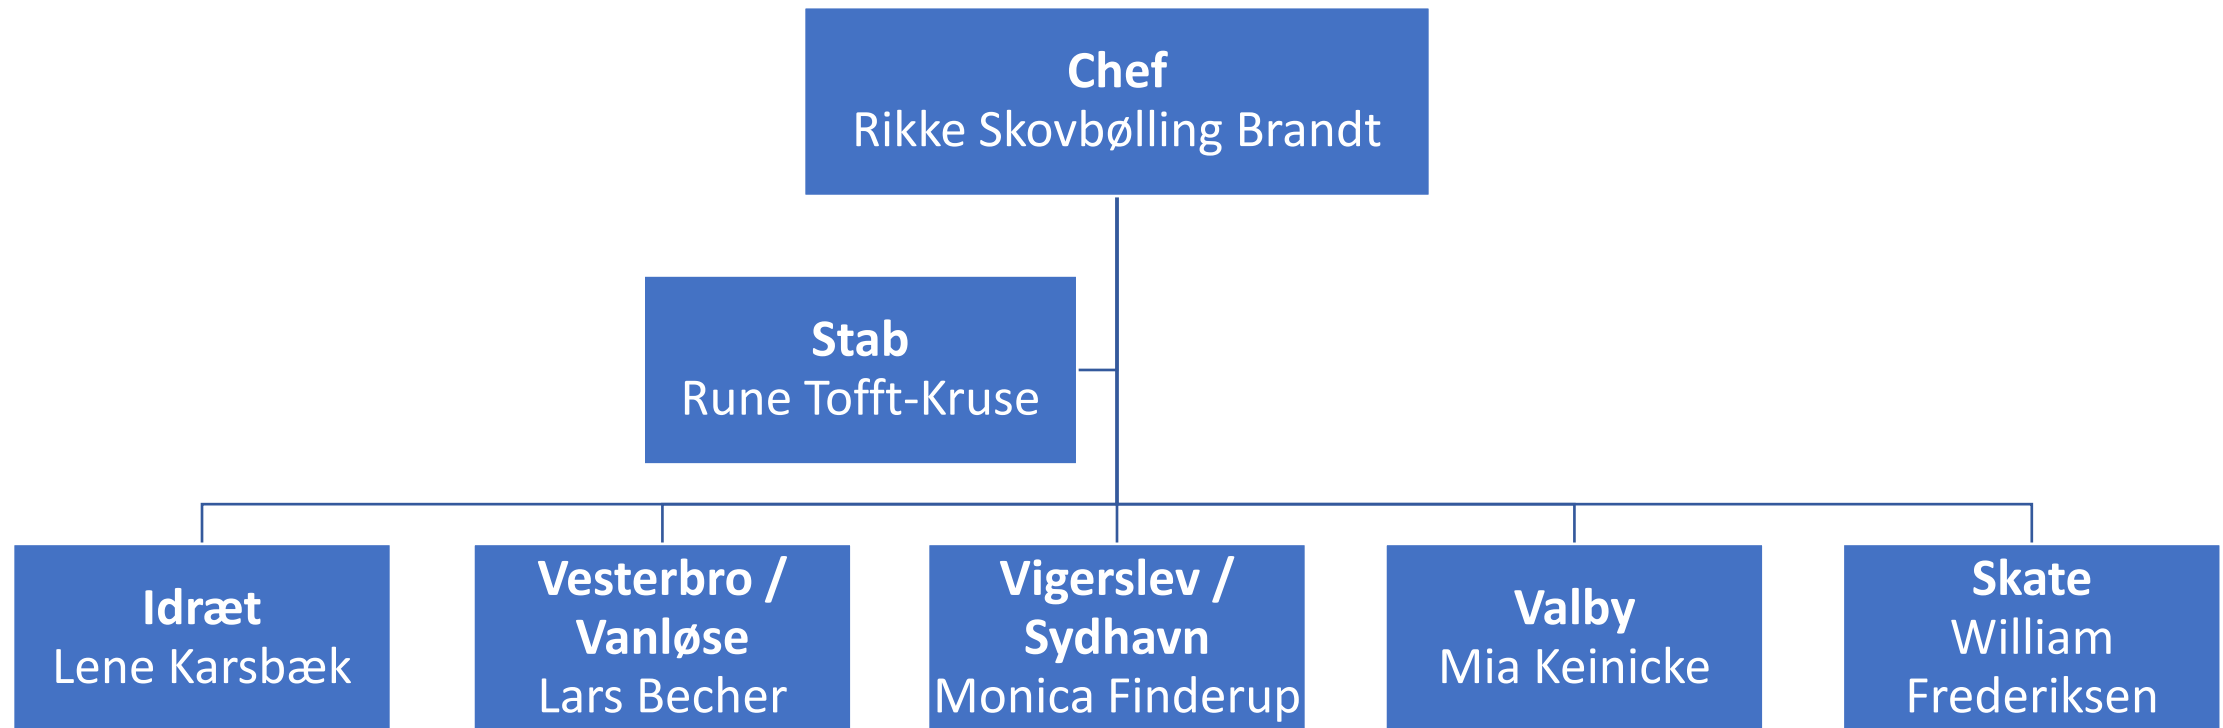 Chef
Rikke Skovbølling Brandt
Stab
Rune Tofft-Kruse
Idræt
Lene Karsbæk
Vesterbro /
Vanløse
Lars Becher
Vigerslev /
Sydhavn
Monica Finderup
Valby
Mia Keinicke
Skate
William
Frederiksen